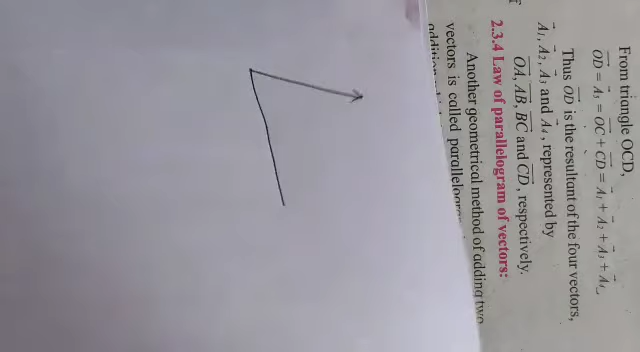 From triangle OCD,
OD = A₅ = OC + CD = A₁ + A₂ + A₃ + A₄
Thus OD is the resultant of the four vectors,
A₁, A₂, A₃ and A₄, represented by
OA, AB, BC and CD, respectively.
2.3.4 Law of parallelogram of vectors:
Another geometrical method of adding two
vectors is called parallelogram
addition